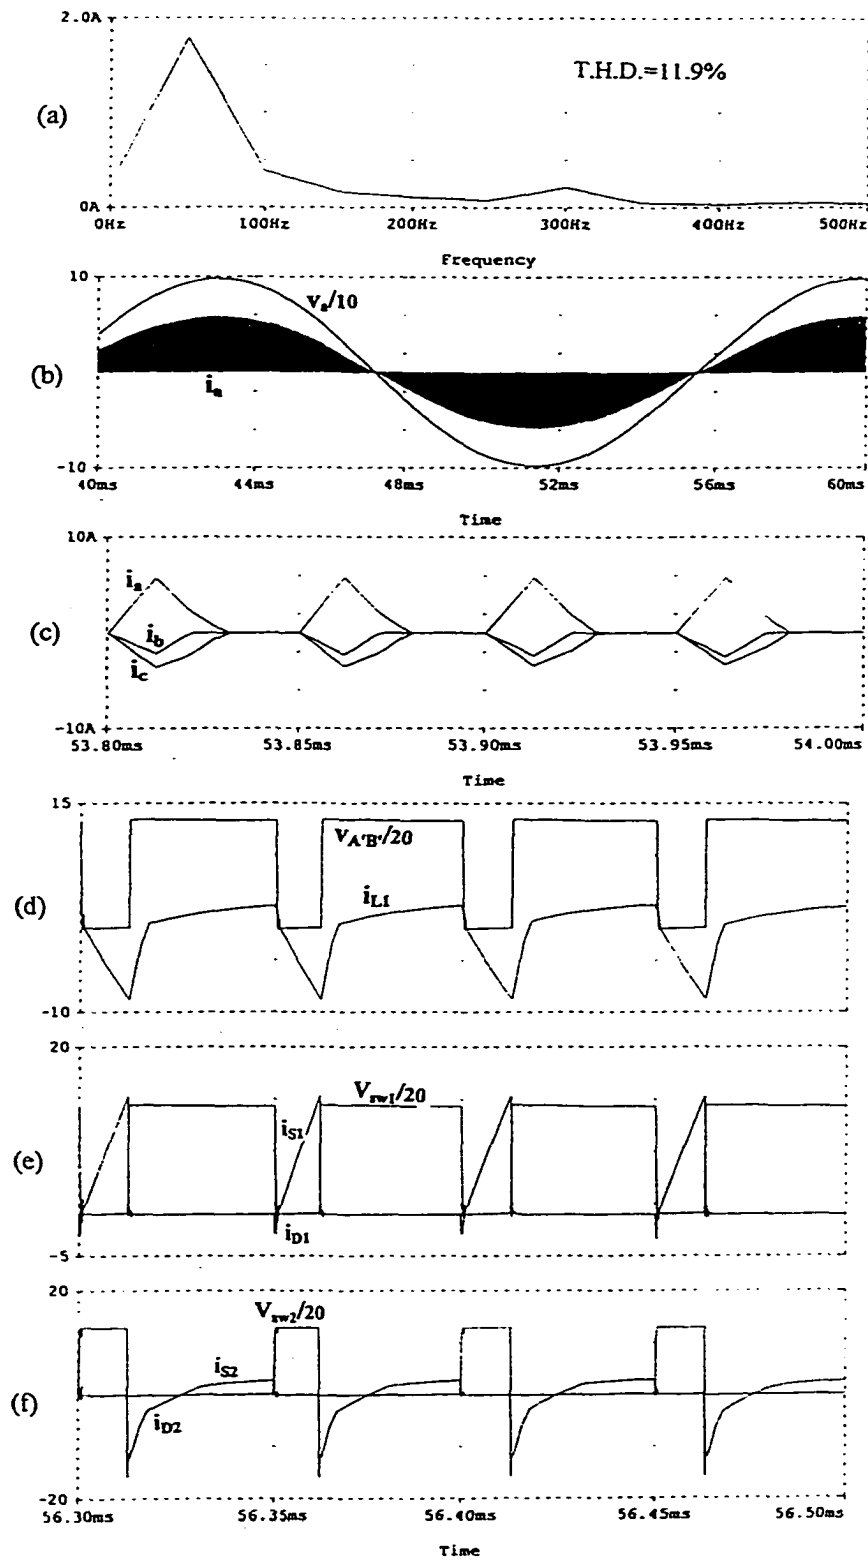 2.0A
T.H.D.=11.9%
(a)
0A
0Hz 100Hz 200Hz 300Hz 400Hz 500Hz
Frequency
10
va/10
(b)
ia
-10
40ms 44ms 48ms 52ms 56ms 60ms
Time
10A
ia
(c)
ib
ic
-10A
53.80ms 53.85ms 53.90ms 53.95ms 54.00ms
Time
15
vA'B'/20
(d)
iL1
-10
20
Vsw1/20
iS1
(e)
iD1
-5
20
Vsw2/20
iS2
(f)
iD2
-20
56.30ms 56.35ms 56.40ms 56.45ms 56.50ms
Time